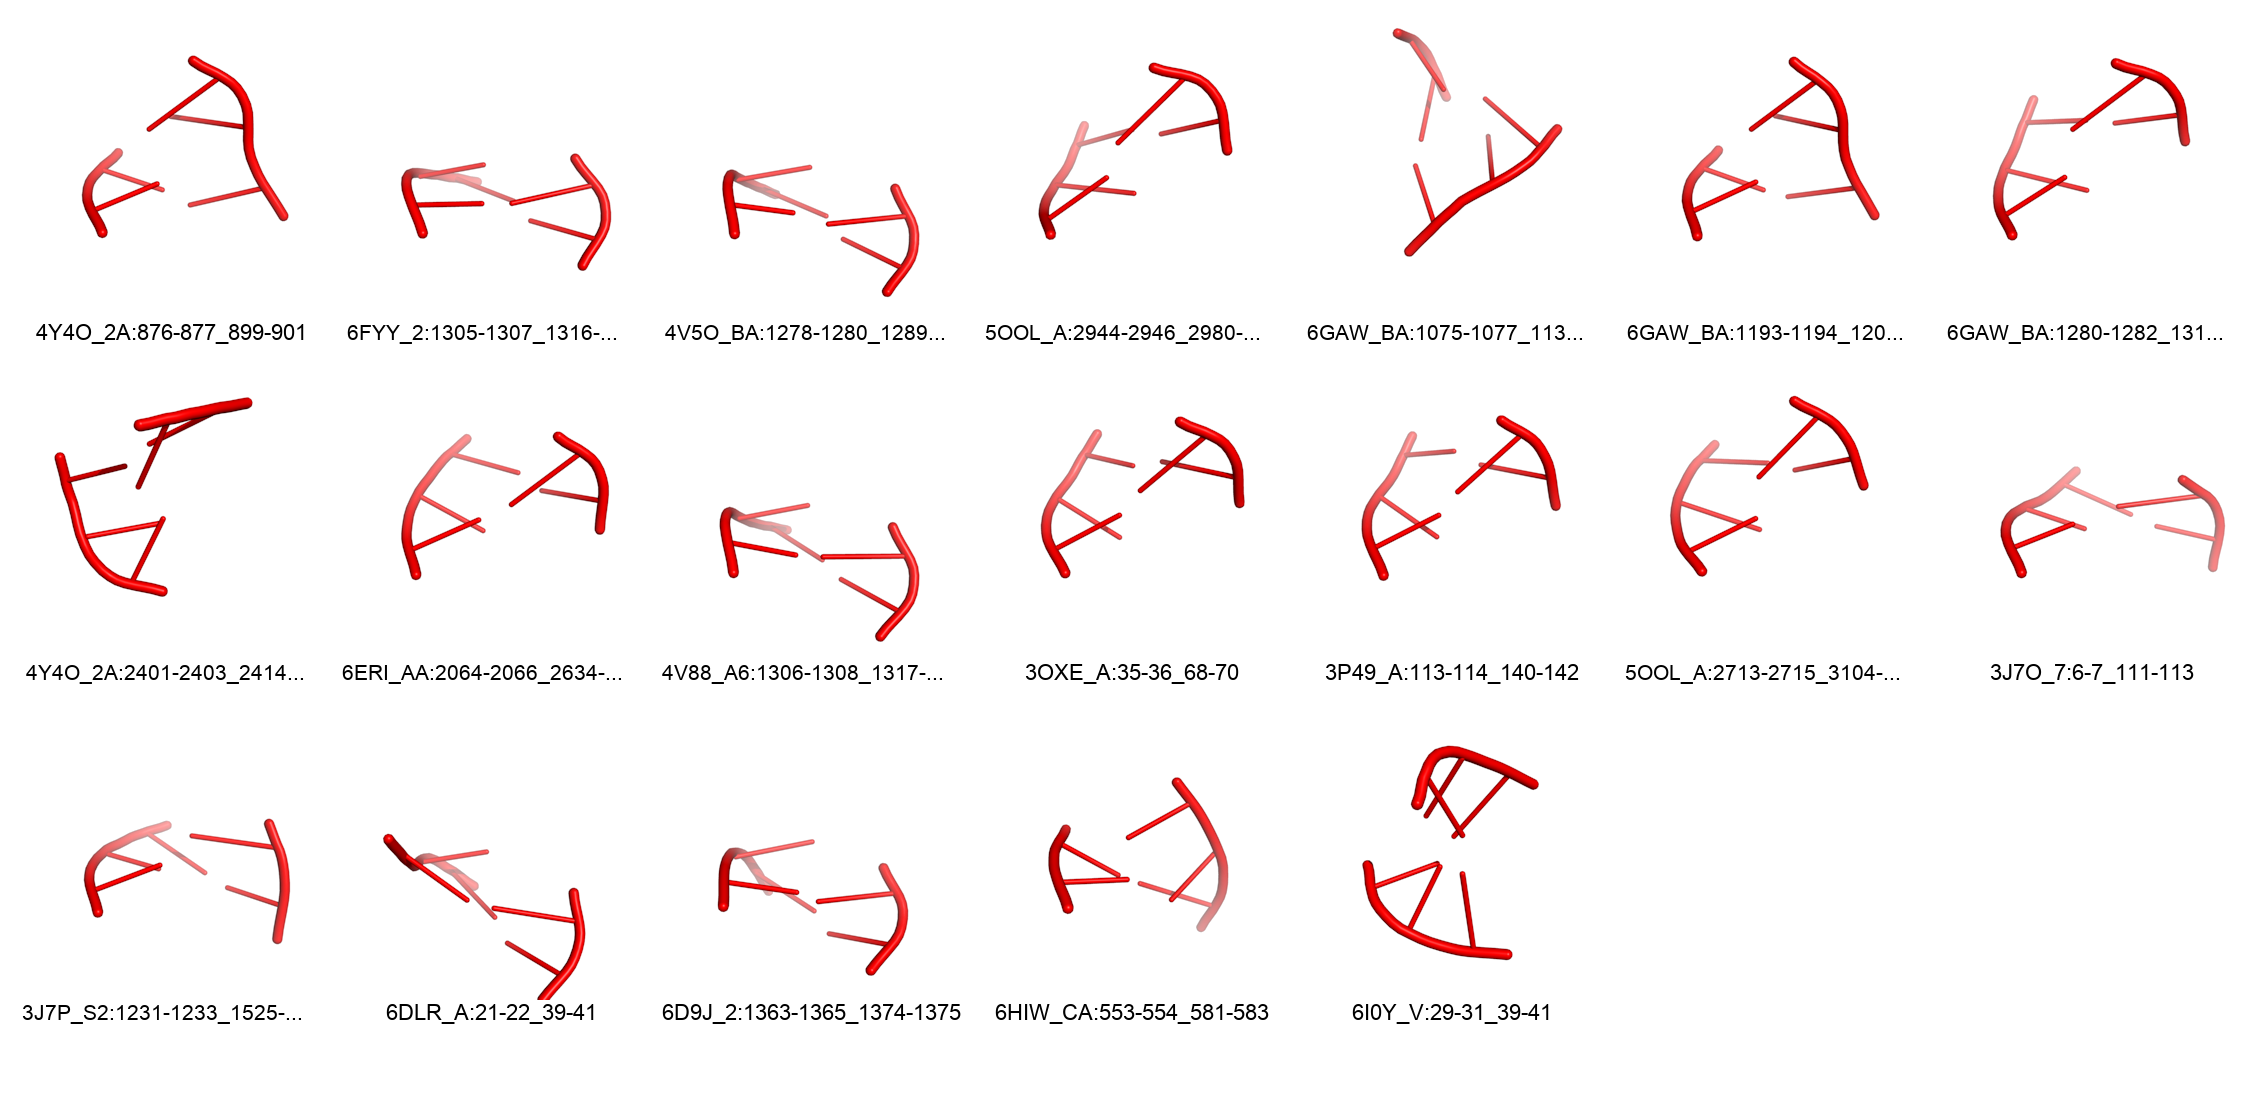 4Y4O_2A:876-877_899-901
6FYY_2:1305-1307_1316-...
4V5O_BA:1278-1280_1289...
5OOL_A:2944-2946_2980-...
6GAW_BA:1075-1077_113...
6GAW_BA:1193-1194_120...
6GAW_BA:1280-1282_131...
4Y4O_2A:2401-2403_2414...
6ERI_AA:2064-2066_2634-...
4V88_A6:1306-1308_1317-...
3OXE_A:35-36_68-70
3P49_A:113-114_140-142
5OOL_A:2713-2715_3104-...
3J7O_7:6-7_111-113
3J7P_S2:1231-1233_1525-...
6DLR_A:21-22_39-41
6D9J_2:1363-1365_1374-1375
6HIW_CA:553-554_581-583
6I0Y_V:29-31_39-41